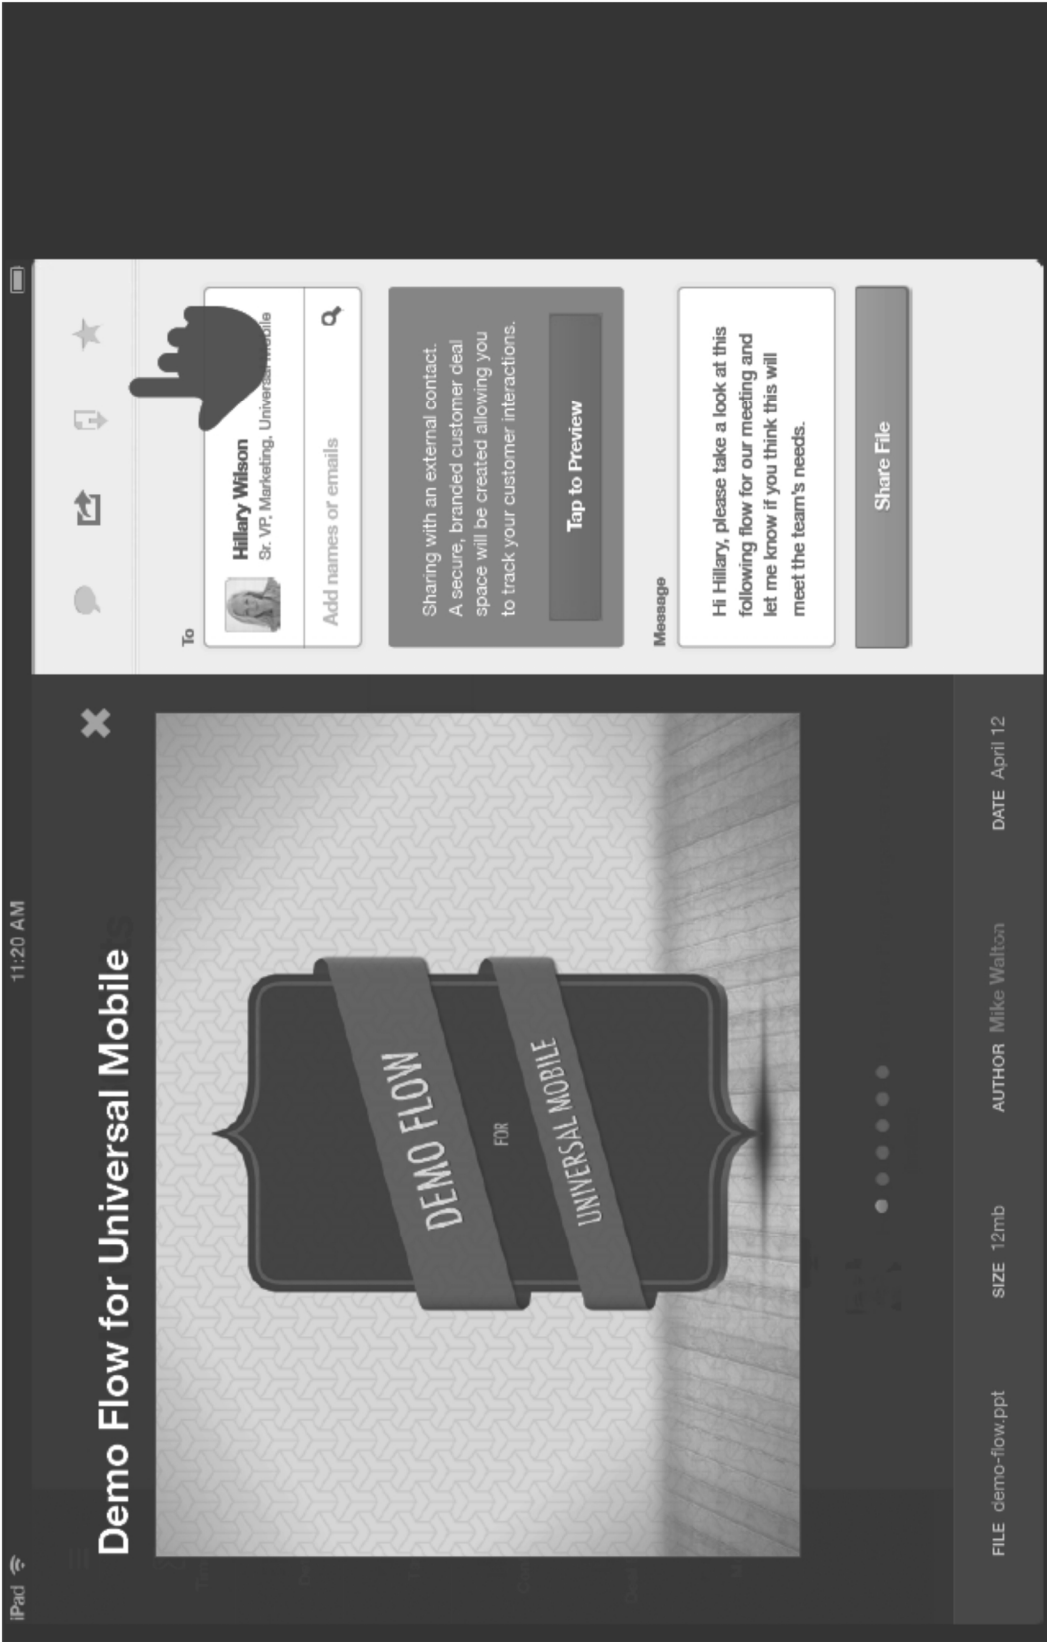 iPad
11:20 AM
Demo Flow for Universal Mobile
DEMO FLOW
FOR
UNIVERSAL MOBILE
FILE demo-flow.ppt
SIZE 12mb
AUTHOR Mike Walton
DATE April 12
To
Hillary Wilson
Sr. VP, Marketing, Universal Mobile
Add names or emails
Sharing with an external contact.
A secure, branded customer deal
space will be created allowing you
to track your customer interactions.
Tap to Preview
Message
Hi Hillary, please take a look at this
following flow for our meeting and
let me know if you think this will
meet the team's needs.
Share File